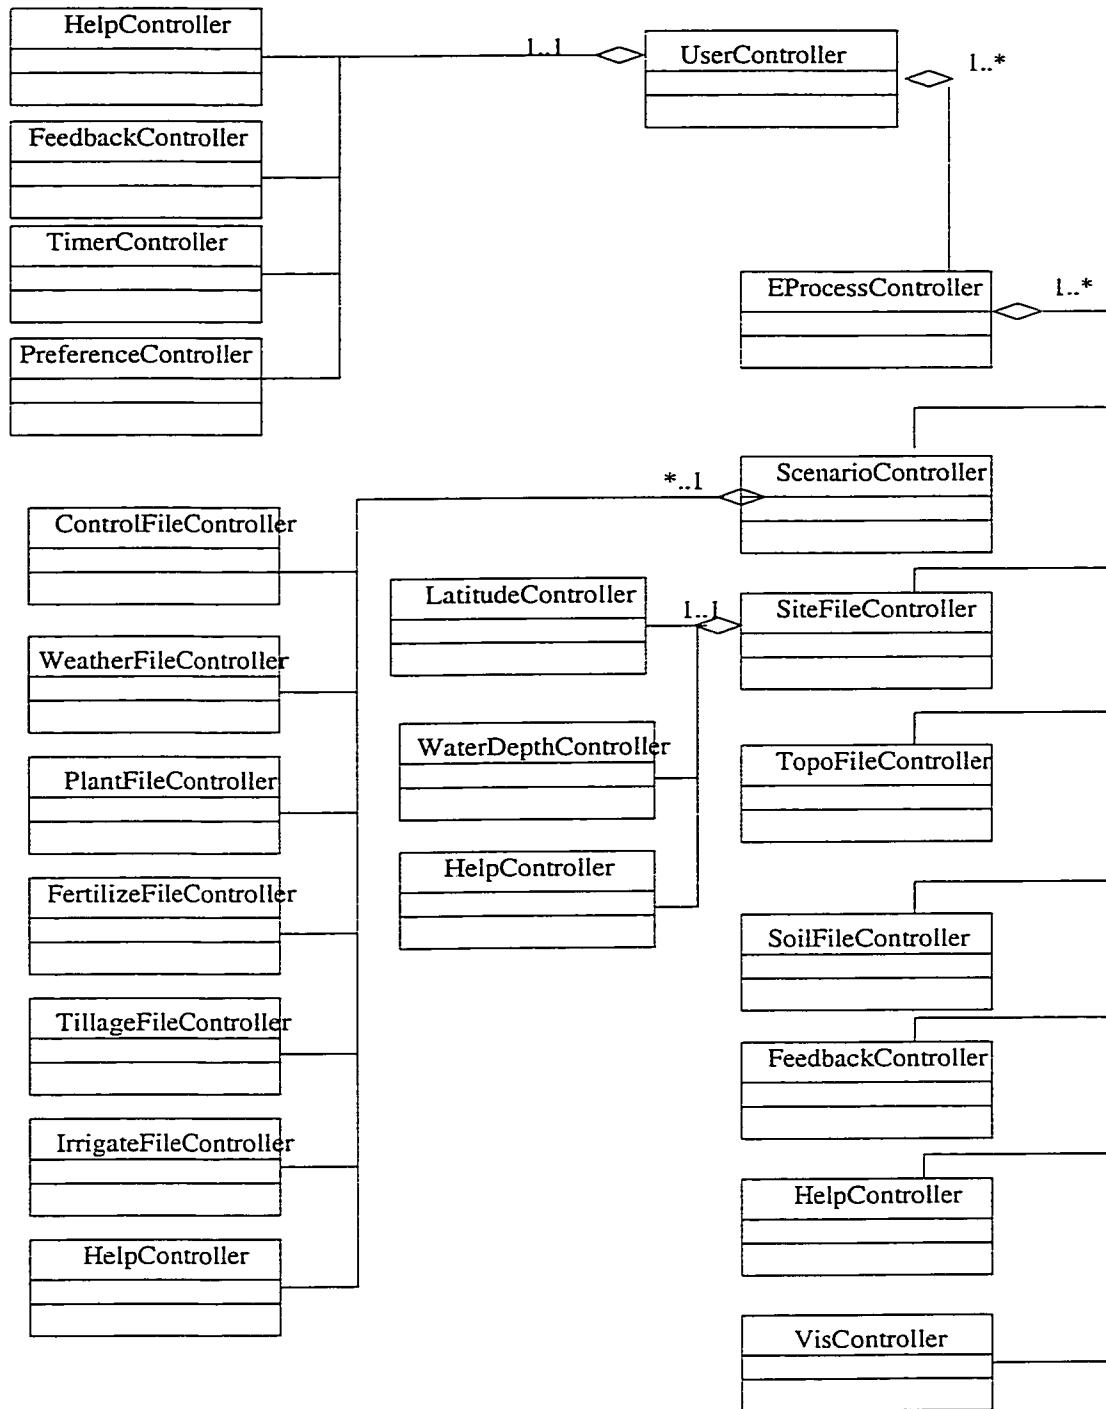 HelpController
1..1
UserController
1..*
FeedbackController
TimerController
EProcessController
1..*
PreferenceController
*..1
ScenarioController
ControlFileController
LatitudeController
1..1
SiteFileController
WeatherFileController
WaterDepthController
TopoFileController
PlantFileController
HelpController
FertilizeFileController
SoilFileController
TillageFileController
FeedbackController
IrrigateFileController
HelpController
HelpController
VisController